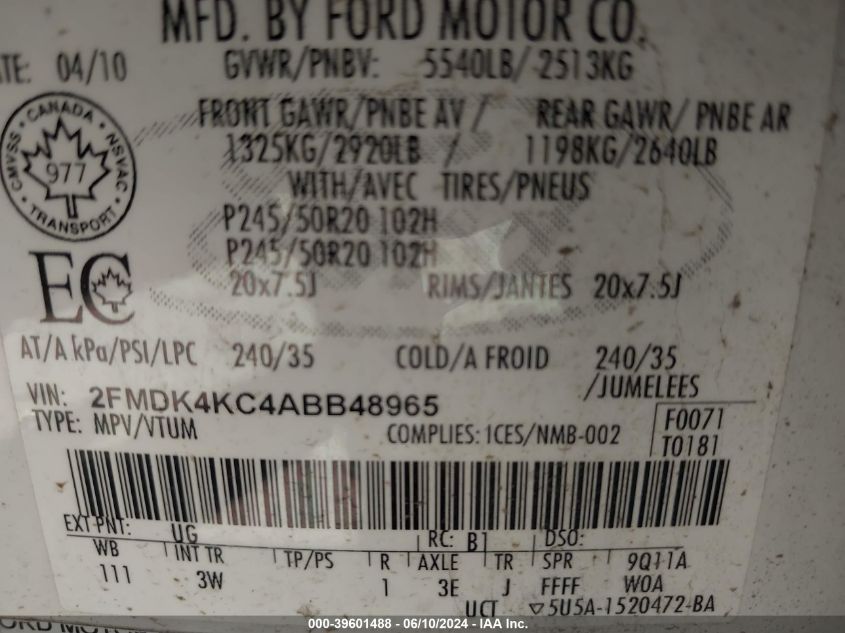 MFD. BY FORD MOTOR CO.
ATE: 04/10 GVWR/PNBV: 5540LB/ 2513KG
FRONT GAWR/PNBE AV / REAR GAWR/ PNBE AR
1325KG/2920LB / 1198KG/2640LB
WITH/AVEC TIRES/PNEUS
CANADA CMVSS NSVAC TRANSPORT
977
P245/50R20 102H
P245/50R20 102H
EC
20x7.5J RIMS/JANTES 20x7.5J
AT/A kPa/PSI/LPC 240/35 COLD/A FROID 240/35
/JUMELEES
VIN: 2FMDK4KC4ABB48965
TYPE: MPV/VTUM
COMPLIES: ICES/NMB-002
F0071
T0181
EXT PNT: UG RC: B1 DSO:
WB INT TR TP/PS R AXLE TR SPR 9Q11A
111 3W 1 3E J FFFF W0A
UCT ▽5U5A-1520472-BA
ORD MOTOR
000-39601488 - 06/10/2024 - IAA, Inc.